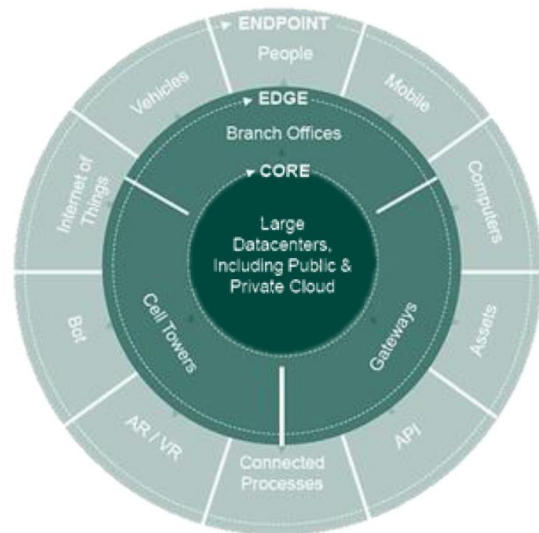 ENDPOINT
People
Mobile
Computers
Assets
API
Connected
Processes
AR / VR
Bot
Internet of
Things
Vehicles
EDGE
Branch Offices
Gateways
Cell Towers
CORE
Large
Datacenters,
Including Public &
Private Cloud